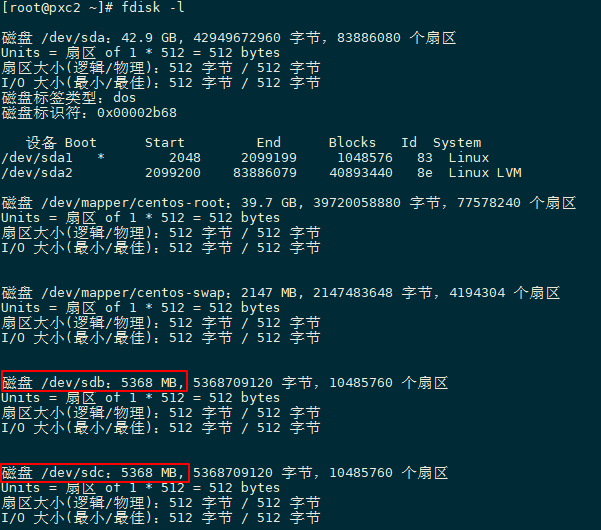 [root@pxc2 ~]# fdisk -l
磁盘 /dev/sda：42.9 GB, 42949672960 字节，83886080 个扇区
Units = 扇区 of 1 * 512 = 512 bytes
扇区大小(逻辑/物理)：512 字节 / 512 字节
I/O 大小(最小/最佳)：512 字节 / 512 字节
磁盘标签类型：dos
磁盘标识符：0x00002b68
设备 Boot      Start         End      Blocks   Id  System
/dev/sda1   *        2048     2099199     1048576   83  Linux
/dev/sda2         2099200    83886079    40893440   8e  Linux LVM
磁盘 /dev/mapper/centos-root：39.7 GB, 39720058880 字节，77578240 个扇区
Units = 扇区 of 1 * 512 = 512 bytes
扇区大小(逻辑/物理)：512 字节 / 512 字节
I/O 大小(最小/最佳)：512 字节 / 512 字节
磁盘 /dev/mapper/centos-swap：2147 MB, 2147483648 字节，4194304 个扇区
Units = 扇区 of 1 * 512 = 512 bytes
扇区大小(逻辑/物理)：512 字节 / 512 字节
I/O 大小(最小/最佳)：512 字节 / 512 字节
磁盘 /dev/sdb：5368 MB, 5368709120 字节，10485760 个扇区
Units = 扇区 of 1 * 512 = 512 bytes
扇区大小(逻辑/物理)：512 字节 / 512 字节
I/O 大小(最小/最佳)：512 字节 / 512 字节
磁盘 /dev/sdc：5368 MB, 5368709120 字节，10485760 个扇区
Units = 扇区 of 1 * 512 = 512 bytes
扇区大小(逻辑/物理)：512 字节 / 512 字节
I/O 大小(最小/最佳)：512 字节 / 512 字节